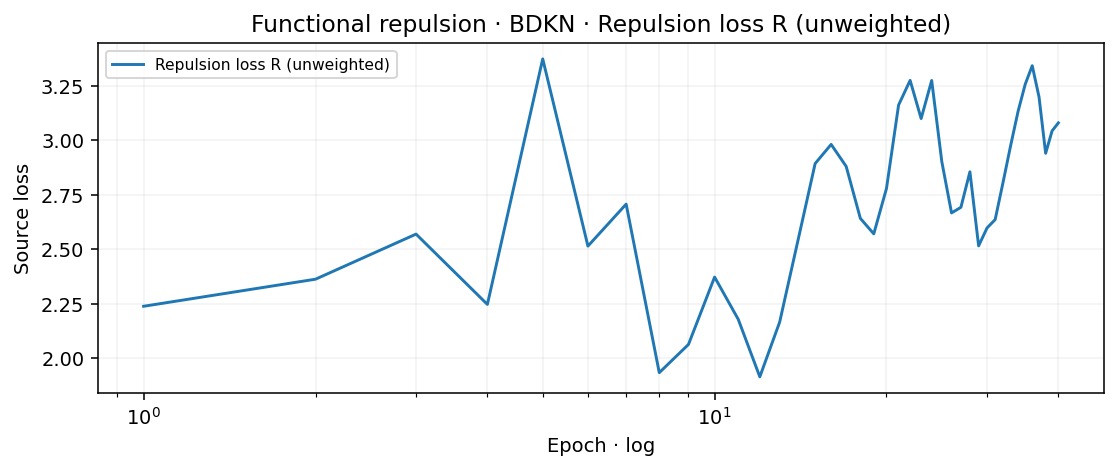 Functional repulsion · BDKN · Repulsion loss R (unweighted)
Repulsion loss R (unweighted)
Source loss
3.25
3.00
2.75
2.50
2.25
2.00
10⁰ 10¹
Epoch · log